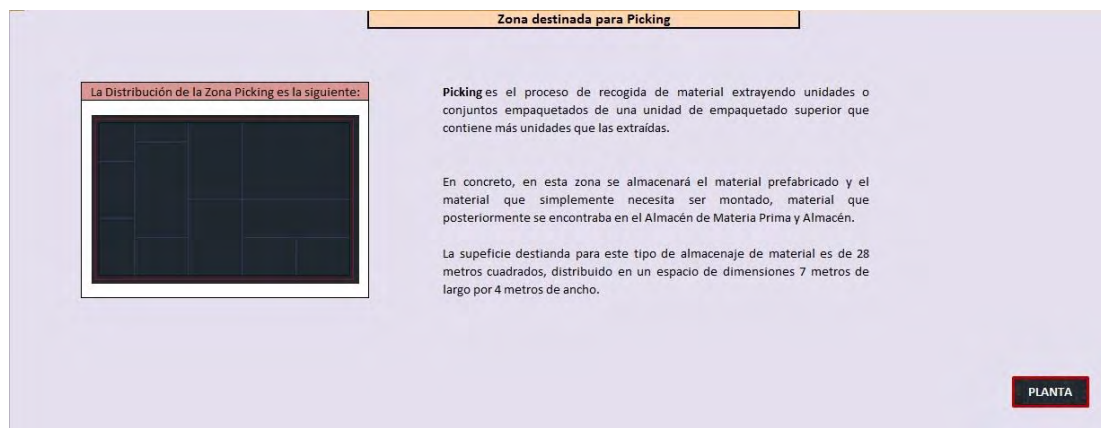 Zona destinada para Picking
La Distribución de la Zona Picking es la siguiente:
Picking es el proceso de recogida de material extrayendo unidades o
conjuntos empaquetados de una unidad de empaquetado superior que
contiene más unidades que las extraídas.
En concreto, en esta zona se almacenará el material prefabricado y el
material que simplemente necesita ser montado, material que
posteriormente se encontraba en el Almacén de Materia Prima y Almacén.
La supeficie destianda para este tipo de almacenaje de material es de 28
metros cuadrados, distribuido en un espacio de dimensiones 7 metros de
largo por 4 metros de ancho.
PLANTA